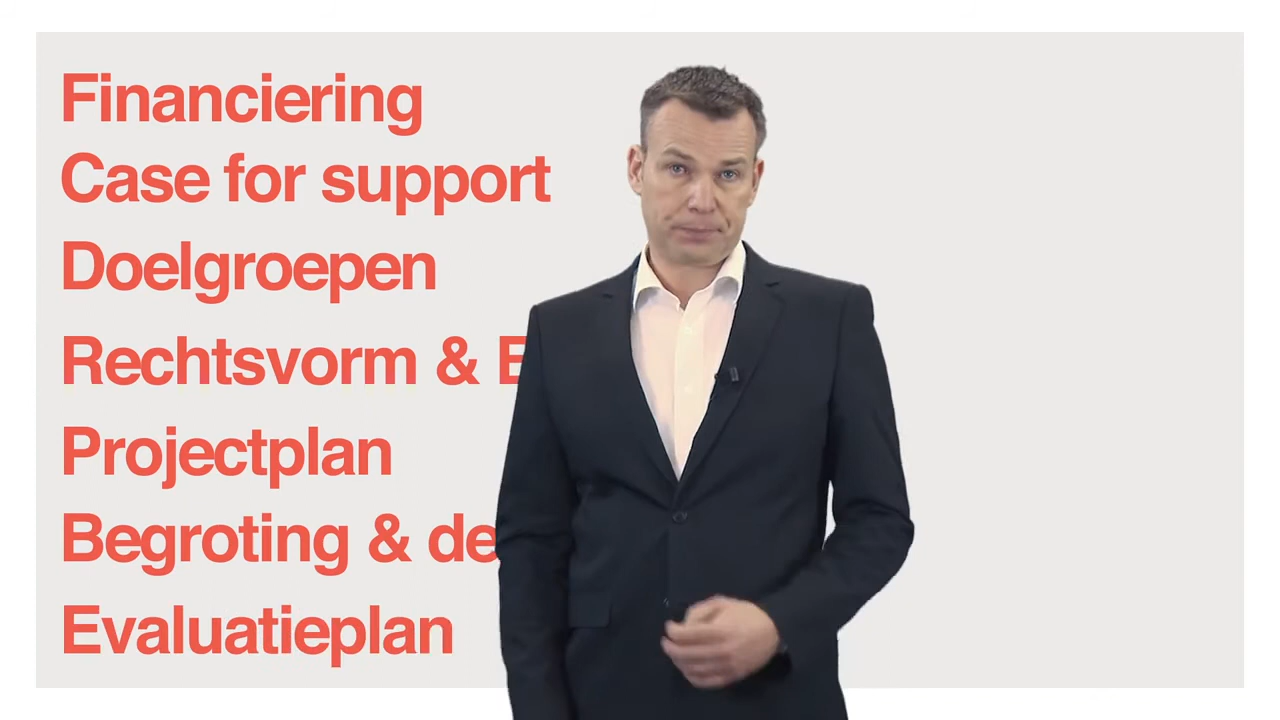 Financiering
Case for support
Doelgroepen
Rechtsvorm &
Projectplan
Begroting &
Evaluatieplan